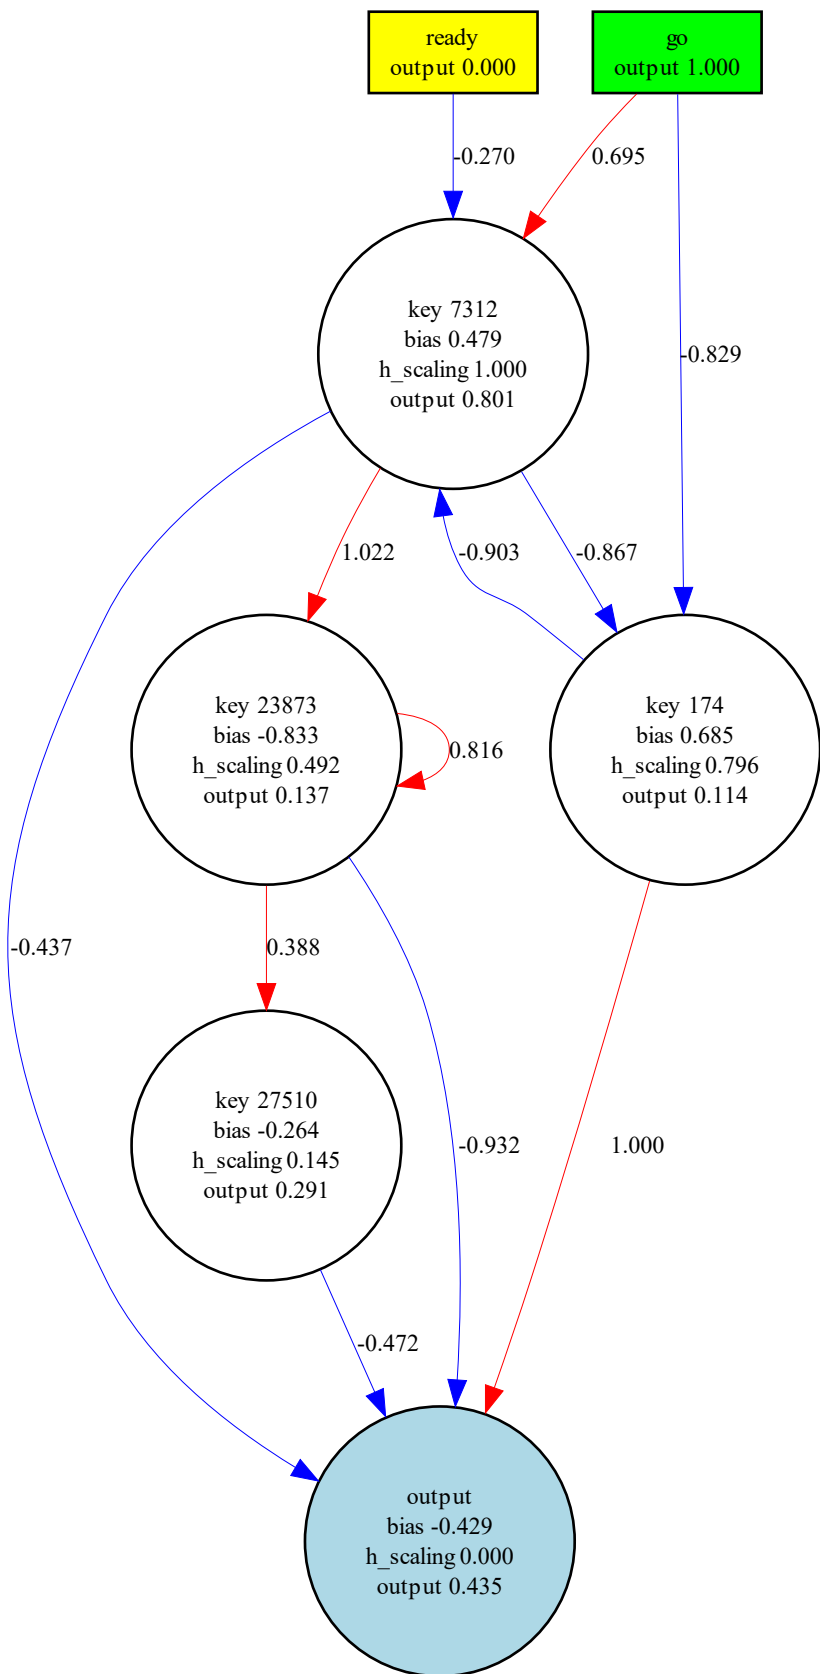 ready
output 0.000
go
output 1.000
-0.270
0.695
key 7312
bias 0.479
h_scaling 1.000
output 0.801
-0.829
1.022
-0.903
-0.867
key 23873
bias -0.833
h_scaling 0.492
output 0.137
0.816
key 174
bias 0.685
h_scaling 0.796
output 0.114
-0.437
0.388
key 27510
bias -0.264
h_scaling 0.145
output 0.291
-0.932
1.000
-0.472
output
bias -0.429
h_scaling 0.000
output 0.435